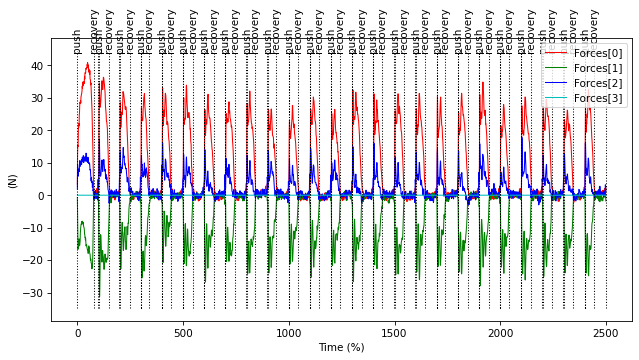 push recovery push recovery push recovery push recovery push recovery push recovery push recovery push recovery push recovery push recovery push recovery push recovery push recovery push recovery push recovery push recovery push recovery push recovery push recovery push recovery push recovery push recovery push recovery push recovery push recovery
Forces[0]
Forces[1]
Forces[2]
Forces[3]
40
30
20
10
0
−10
−20
−30
(N)
0 500 1000 1500 2000 2500
Time (%)